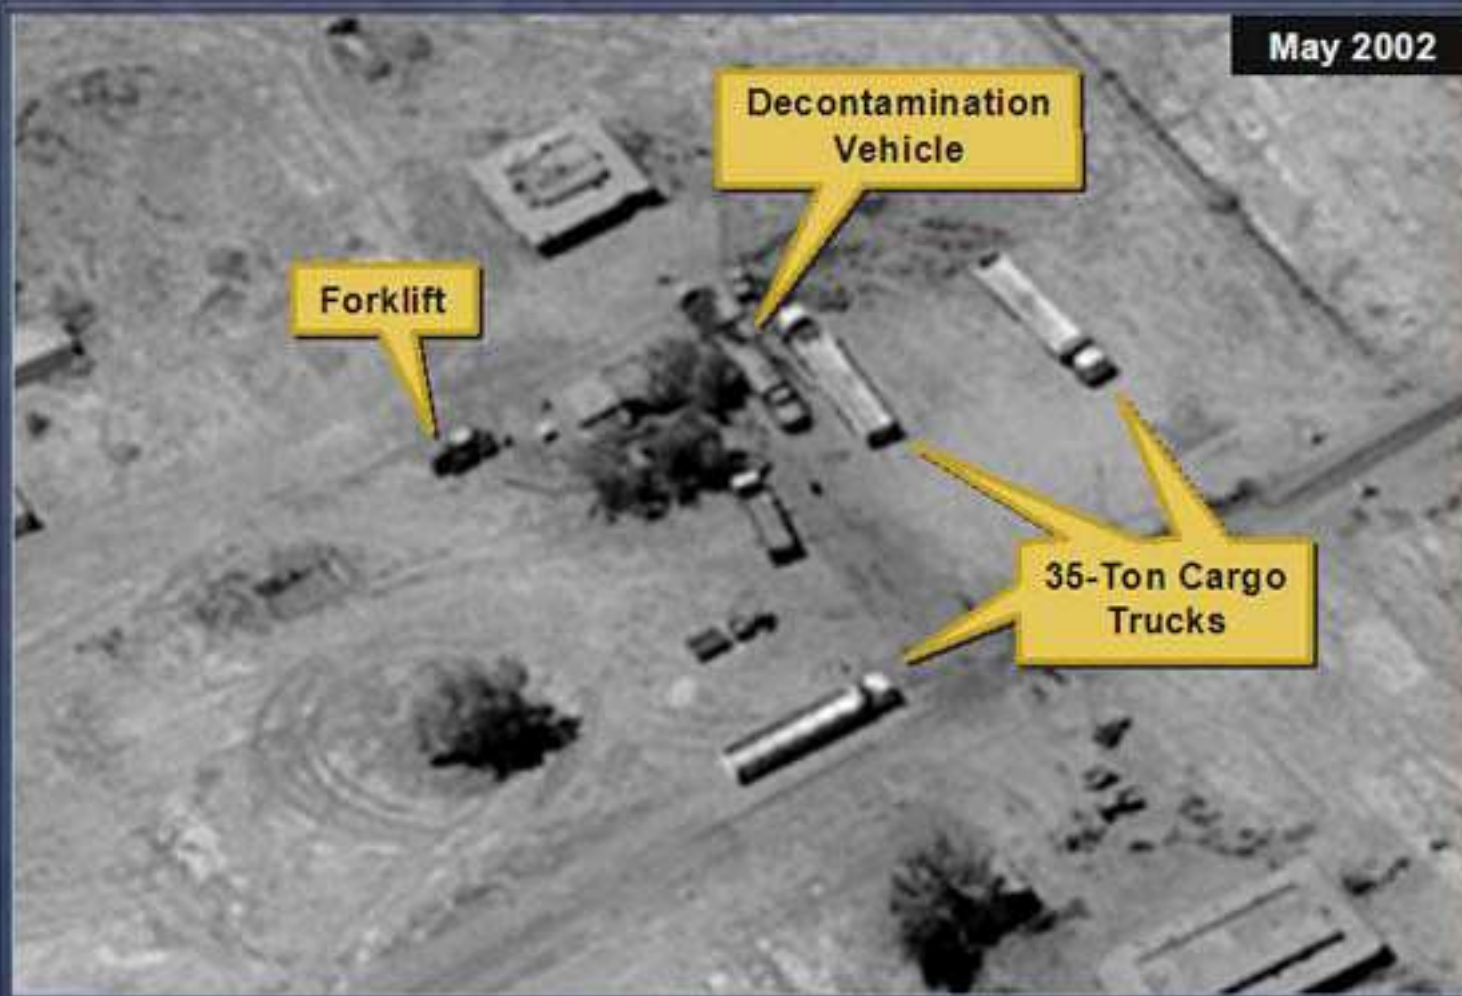 May 2002
Decontamination
Vehicle
Forklift
35-Ton Cargo
Trucks